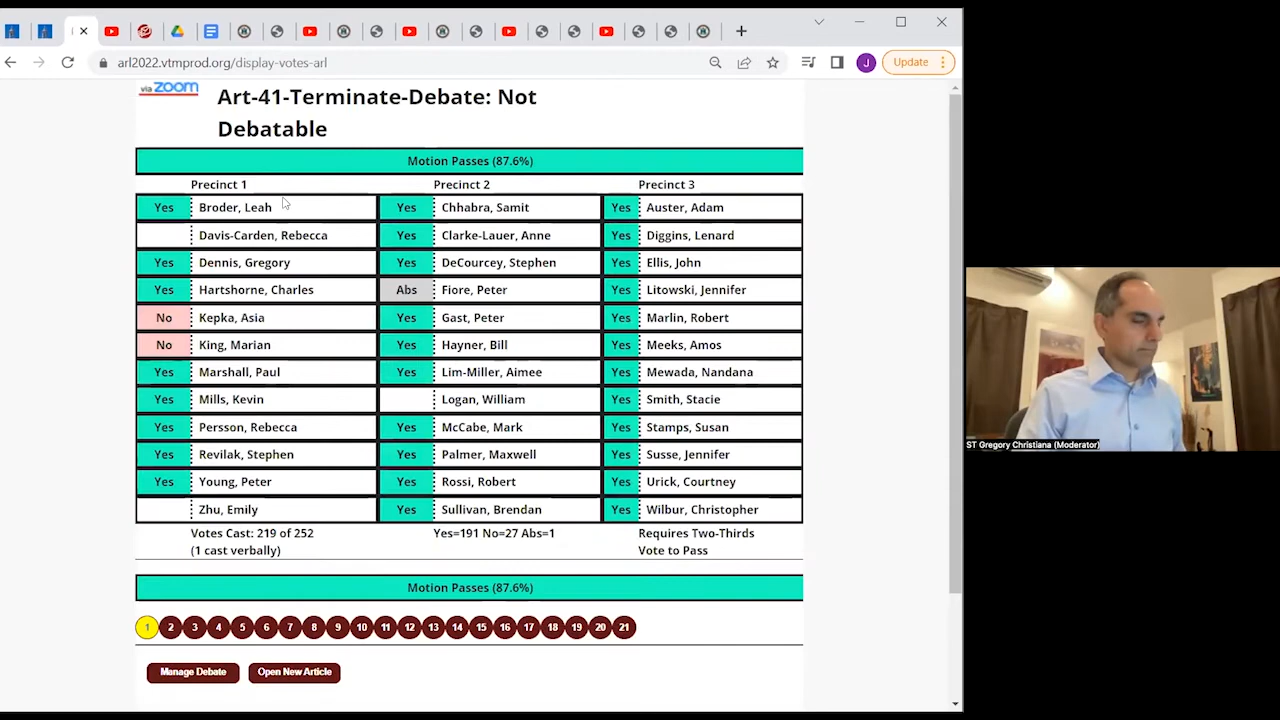 Update
arl2022.vtmprod.org/display-votes-arl
via zoom
Art-41-Terminate-Debate: Not
Debatable
Motion Passes (87.6%)
Precinct 1 Precinct 2 Precinct 3
Yes Broder, Leah Yes Chhabra, Samit Yes Auster, Adam
Davis-Carden, Rebecca Yes Clarke-Lauer, Anne Yes Diggins, Lenard
Yes Dennis, Gregory Yes DeCourcey, Stephen Yes Ellis, John
Yes Hartshorne, Charles Abs Fiore, Peter Yes Litowski, Jennifer
No Kepka, Asia Yes Gast, Peter Yes Marlin, Robert
No King, Marian Yes Hayner, Bill Yes Meeks, Amos
Yes Marshall, Paul Yes Lim-Miller, Aimee Yes Mewada, Nandana
Yes Mills, Kevin Logan, William Yes Smith, Stacie
Yes Persson, Rebecca Yes McCabe, Mark Yes Stamps, Susan
Yes Revilak, Stephen Yes Palmer, Maxwell Yes Susse, Jennifer
Yes Young, Peter Yes Rossi, Robert Yes Urick, Courtney
Zhu, Emily Yes Sullivan, Brendan Yes Wilbur, Christopher
Votes Cast: 219 of 252 Yes=191 No=27 Abs=1 Requires Two-Thirds
(1 cast verbally) Vote to Pass
Motion Passes (87.6%)
1 2 3 4 5 6 7 8 9 10 11 12 13 14 15 16 17 18 19 20 21
Manage Debate Open New Article
J
ST Gregory Christiana (Moderator)